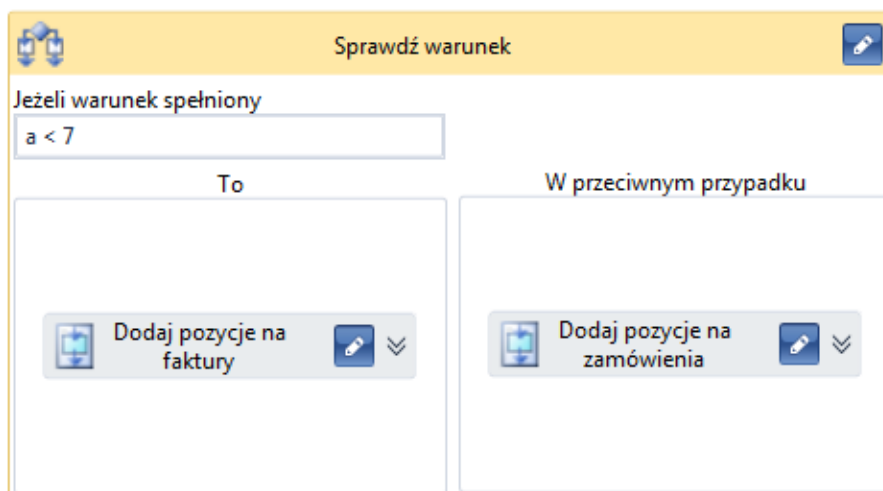 Sprawdź warunek
Jeżeli warunek spełniony
a < 7
To
W przeciwnym przypadku
Dodaj pozycje na
faktury
Dodaj pozycje na
zamówienia